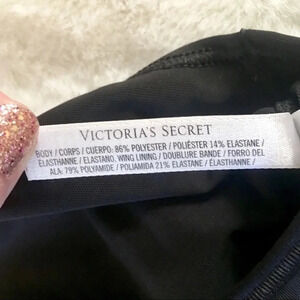 VICTORIA'S SECRET
BODY / CORPS / CUERPO: 86% POLYESTER / POLIÉSTER 14% ELASTANE /
ÉLASTHANNE / ELASTANO, WING LINING / DOUBLURE BANDE / FORRO DEL
ALA: 79% POLYAMIDE / POLIAMIDA 21% ELASTANE / ÉLASTHANNE /